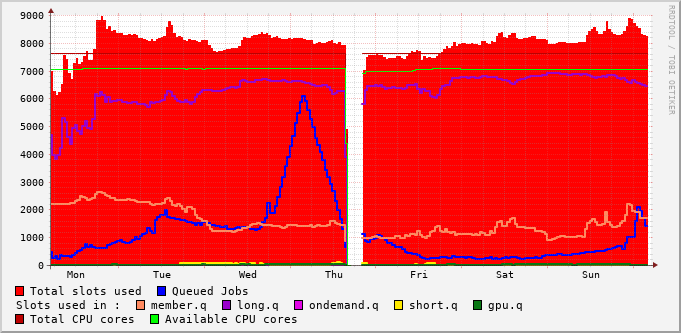 9000
8000
7000
6000
5000
4000
3000
2000
1000
0
Mon Tue Wed Thu Fri Sat Sun
RRDTOOL / TOBI OETIKER
Total slots used Queued Jobs
Slots used in : member.q long.q ondemand.q short.q gpu.q
Total CPU cores Available CPU cores